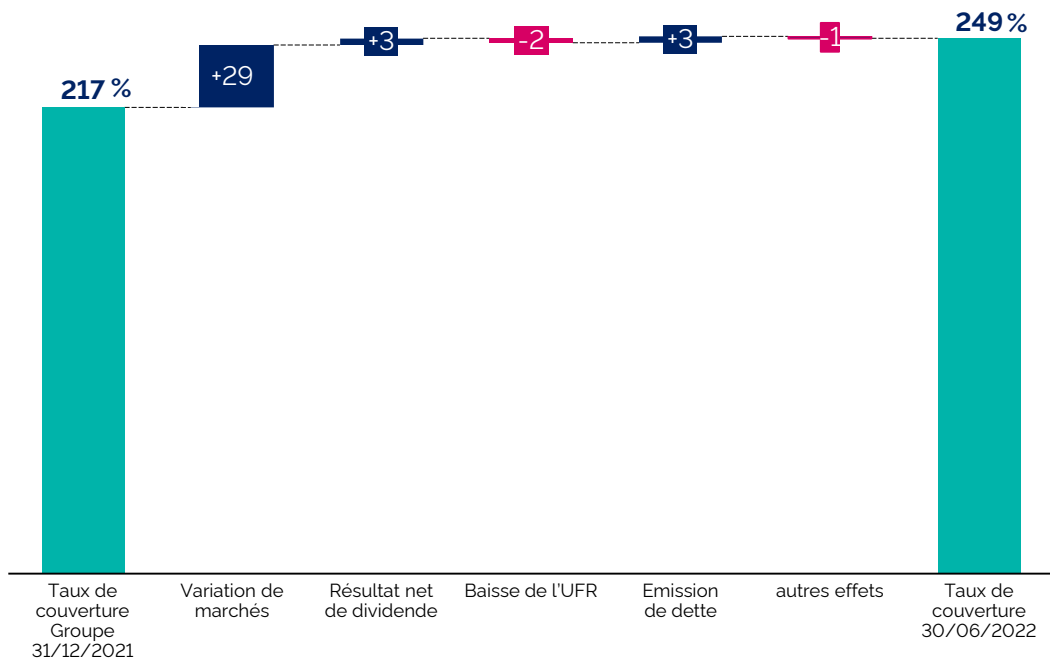 217 %
+29
+3
-2
+3
-1
249 %
Taux de
couverture
Groupe
31/12/2021
Variation de
marchés
Résultat net
de dividende
Baisse de l'UFR
Emission
de dette
autres effets
Taux de
couverture
30/06/2022